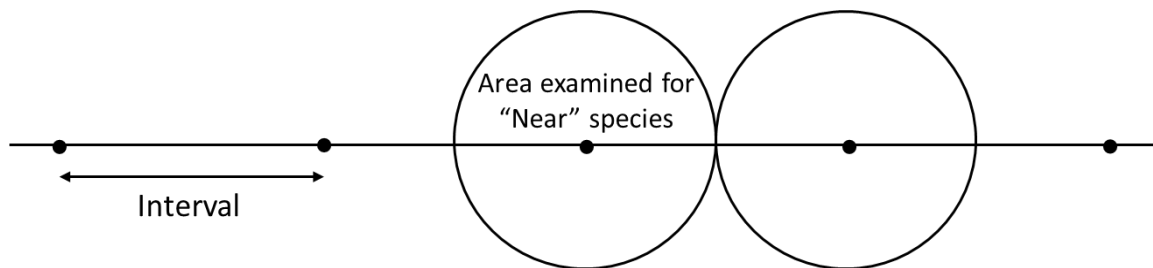 Area examined for
“Near” species
Interval